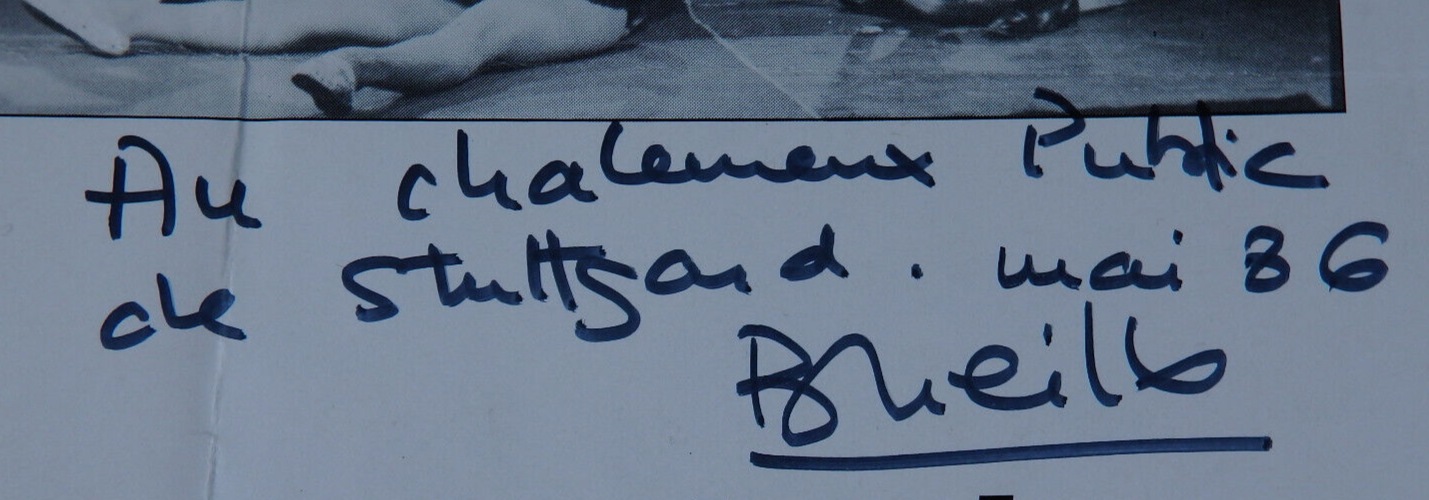 Au chaleureux Public
de Stuttgard. mai 86